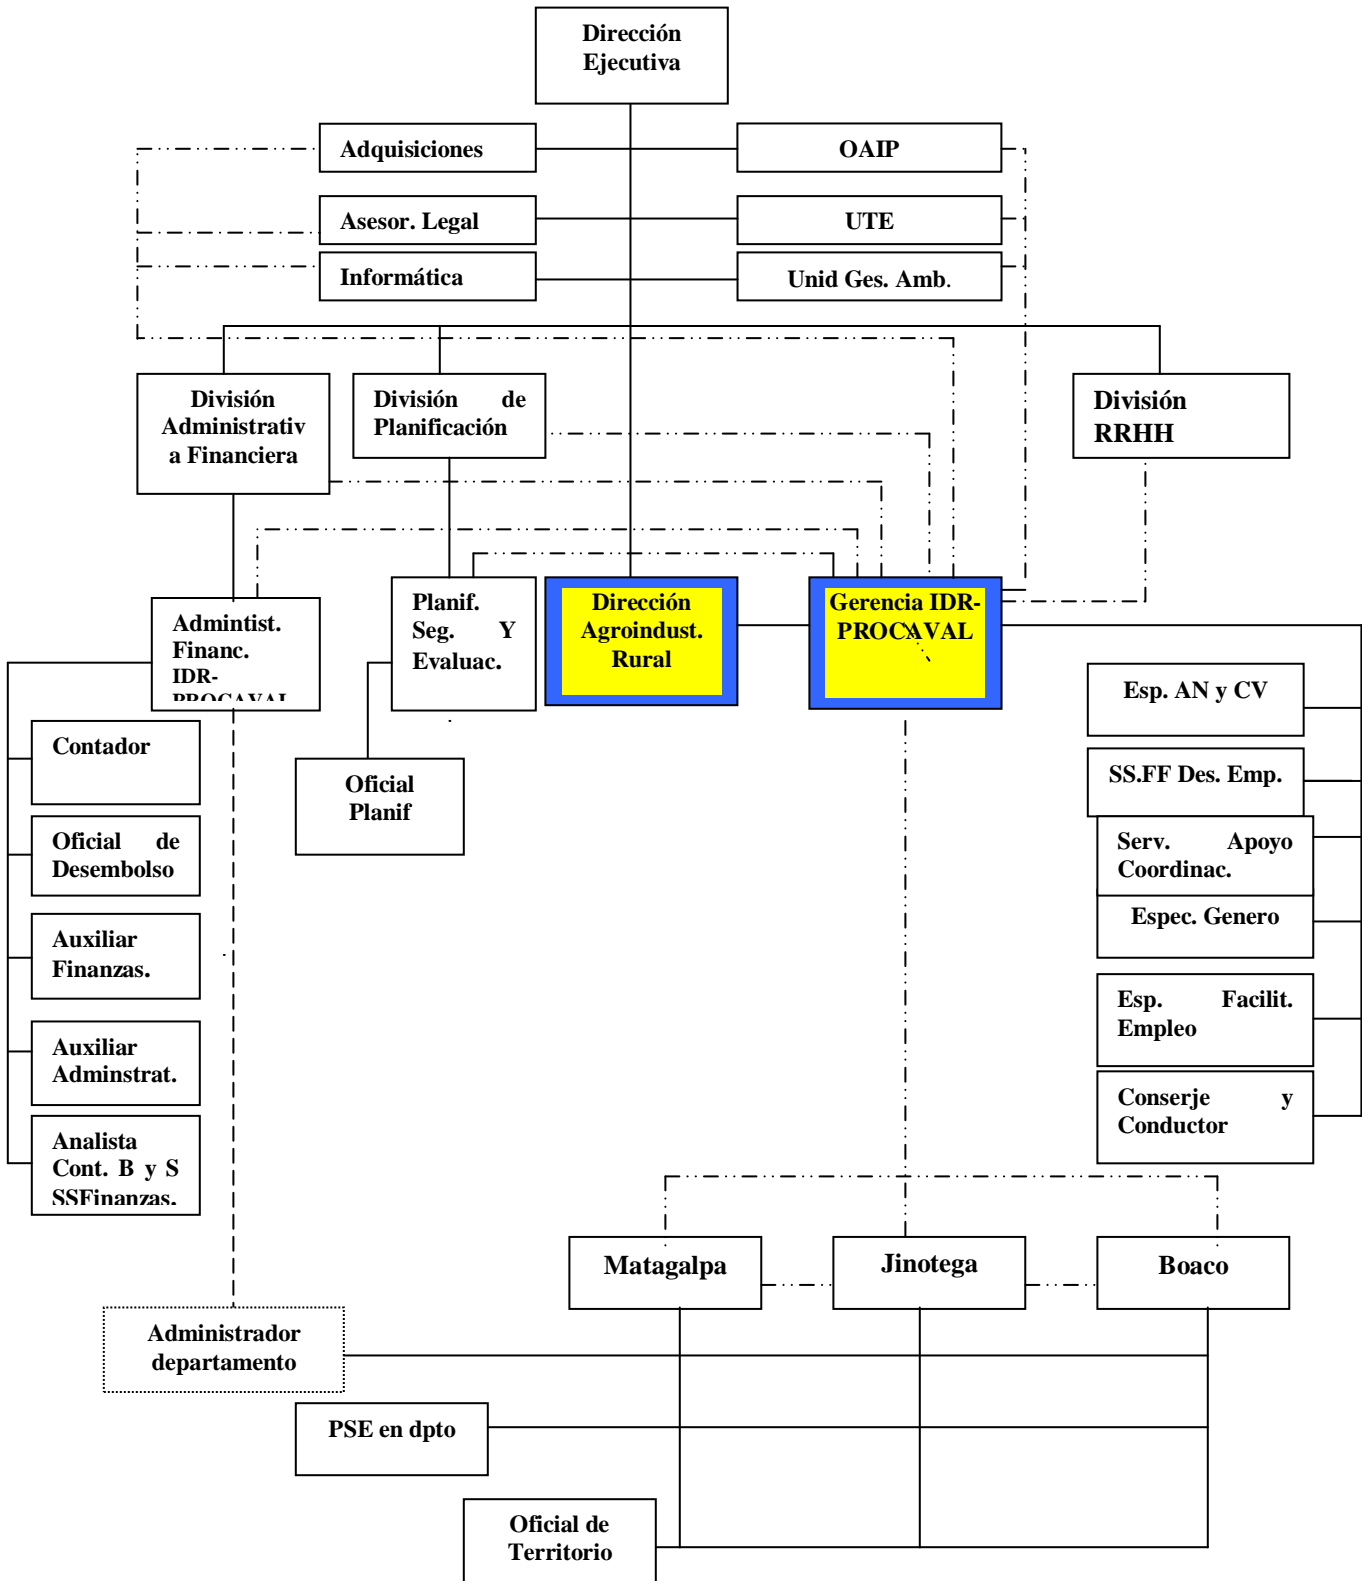 Dirección
Ejecutiva
Adquisiciones
OAIP
Asesor. Legal
UTE
Informática
Unid Ges. Amb.
División
Administrativ
a Financiera
División de
Planificación
División
RRHH
Admintist.
Financ.
IDR-
PROCAVAL
Planif.
Seg. Y
Evaluac.
Dirección
Agroindust.
Rural
Gerencia IDR-
PROCAVAL
Esp. AN y CV
Contador
Oficial
Planif
SS.FF Des. Emp.
Oficial de
Desembolso
Serv. Apoyo
Coordinac.
Espec. Genero
Auxiliar
Finanzas.
Esp. Facilit.
Empleo
Auxiliar
Adminstrat.
Conserje y
Conductor
Analista
Cont. B y S
SSFinanzas.
Matagalpa
Jinotega
Boaco
Administrador
departamento
PSE en dpto
Oficial de
Territorio